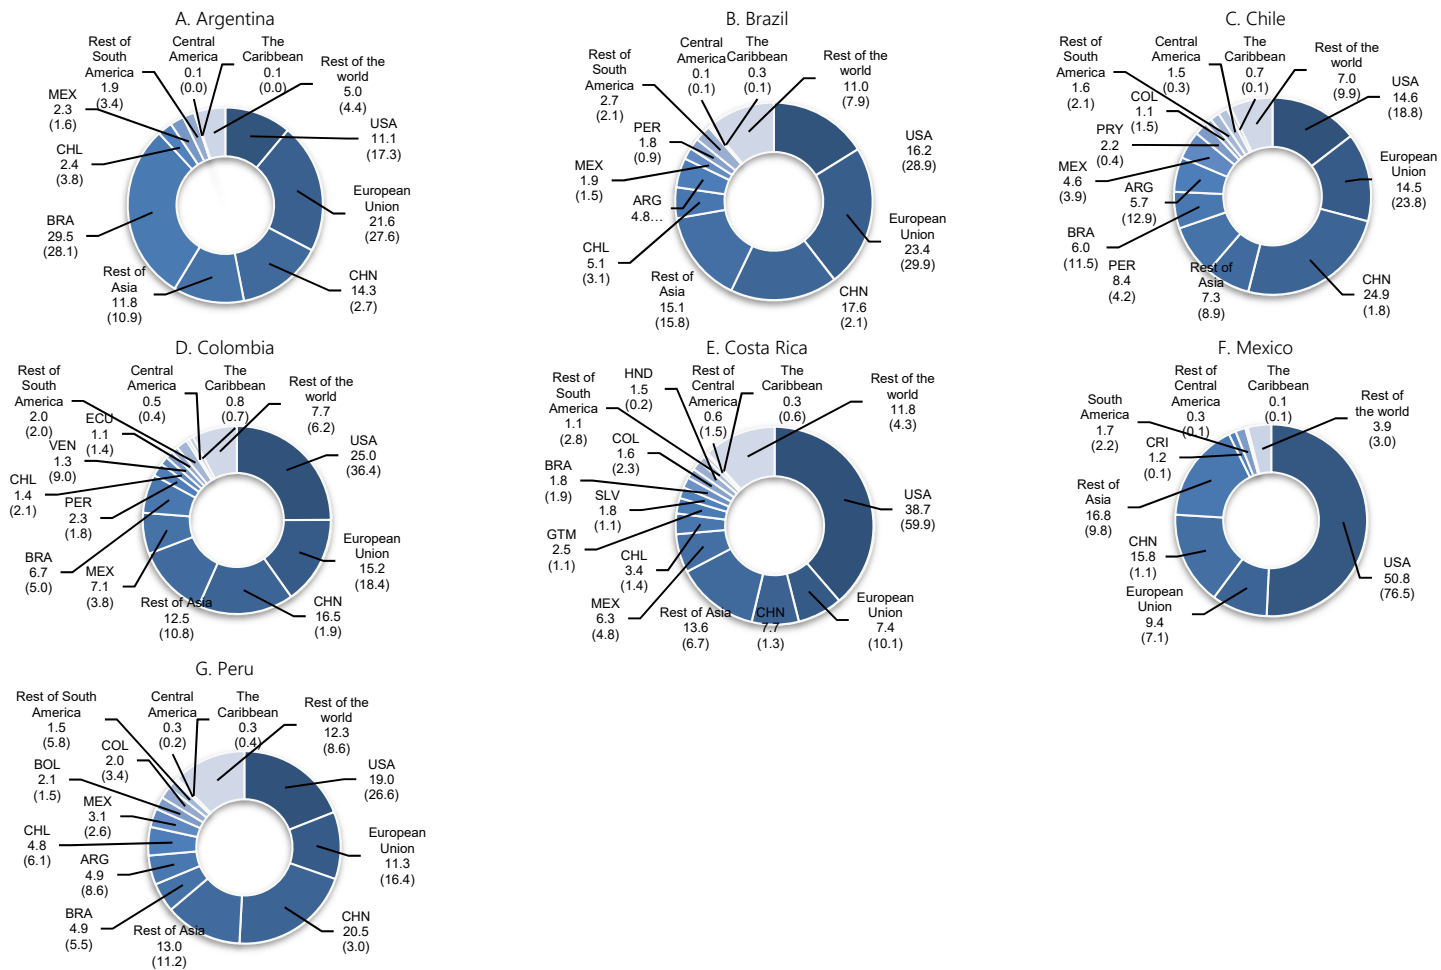 A. Argentina
Rest of
South
America
1.9
(3.4)
Central
America
0.1
(0.0)
The
Caribbean
0.1
(0.0)
Rest of the
world
5.0
(4.4)
USA
11.1
(17.3)
European
Union
21.6
(27.6)
CHN
14.3
(2.7)
Rest of
Asia
11.8
(10.9)
BRA
29.5
(28.1)
CHL
2.4
(3.8)
MEX
2.3
(1.6)
B. Brazil
Rest of
South
America
2.7
(2.1)
Central
America
0.1
(0.1)
The
Caribbean
0.3
(0.1)
Rest of the
world
11.0
(7.9)
USA
16.2
(28.9)
European
Union
23.4
(29.9)
CHN
17.6
(2.1)
Rest of
Asia
15.1
(15.8)
CHL
5.1
(3.1)
ARG
4.8...
MEX
1.9
(1.5)
PER
1.8
(0.9)
C. Chile
Rest of
South
America
1.6
(2.1)
Central
America
1.5
(0.3)
The
Caribbean
0.7
(0.1)
Rest of the
world
7.0
(9.9)
USA
14.6
(18.8)
European
Union
14.5
(23.8)
CHN
24.9
(1.8)
Rest of
Asia
7.3
(8.9)
PER
8.4
(4.2)
BRA
6.0
(11.5)
ARG
5.7
(12.9)
MEX
4.6
(3.9)
PRY
2.2
(0.4)
COL
1.1
(1.5)
D. Colombia
Rest of
South
America
2.0
(2.0)
Central
America
0.5
(0.4)
The
Caribbean
0.8
(0.7)
Rest of the
world
7.7
(6.2)
USA
25.0
(36.4)
European
Union
15.2
(18.4)
CHN
16.5
(1.9)
Rest of Asia
12.5
(10.8)
MEX
7.1
(3.8)
BRA
6.7
(5.0)
PER
2.3
(1.8)
CHL
1.4
(2.1)
VEN
1.3
(9.0)
ECU
1.1
(1.4)
E. Costa Rica
Rest of
South
America
1.1
(2.8)
HND
1.5
(0.2)
Rest of
Central
America
0.6
(1.5)
The
Caribbean
0.3
(0.6)
Rest of the
world
11.8
(4.3)
USA
38.7
(59.9)
European
Union
7.4
(10.1)
CHN
7.7
(1.3)
Rest of Asia
13.6
(6.7)
MEX
6.3
(4.8)
CHL
3.4
(1.4)
GTM
2.5
(1.1)
SLV
1.8
(1.1)
BRA
1.8
(1.9)
COL
1.6
(2.3)
F. Mexico
South
America
1.7
(2.2)
Rest of
Central
America
0.3
(0.1)
The
Caribbean
0.1
(0.1)
Rest of
the world
3.9
(3.0)
USA
50.8
(76.5)
European
Union
9.4
(7.1)
CHN
15.8
(1.1)
Rest of
Asia
16.8
(9.8)
CRI
1.2
(0.1)
G. Peru
Rest of South
America
1.5
(5.8)
Central
America
0.3
(0.2)
The
Caribbean
0.3
(0.4)
Rest of the
world
12.3
(8.6)
USA
19.0
(26.6)
European
Union
11.3
(16.4)
CHN
20.5
(3.0)
Rest of Asia
13.0
(11.2)
BRA
4.9
(5.5)
ARG
4.9
(8.6)
CHL
4.8
(6.1)
MEX
3.1
(2.6)
BOL
2.1
(1.5)
COL
2.0
(3.4)